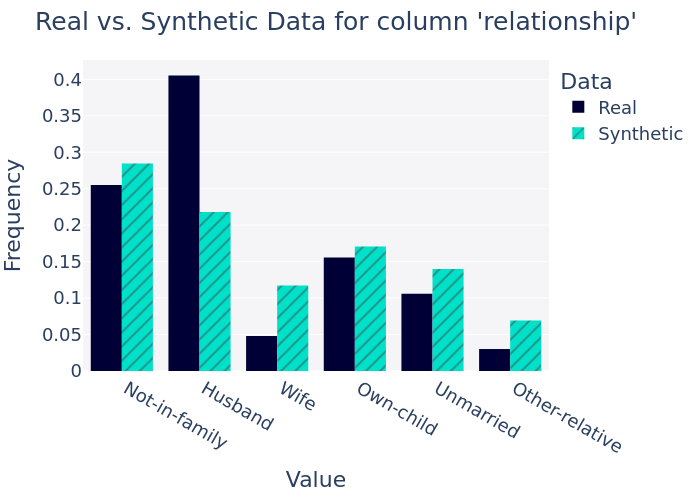 Real vs. Synthetic Data for column 'relationship'
Data
Real
Synthetic
Frequency
0.4
0.35
0.3
0.25
0.2
0.15
0.1
0.05
0
Not-in-family
Husband
Wife
Own-child
Unmarried
Other-relative
Value